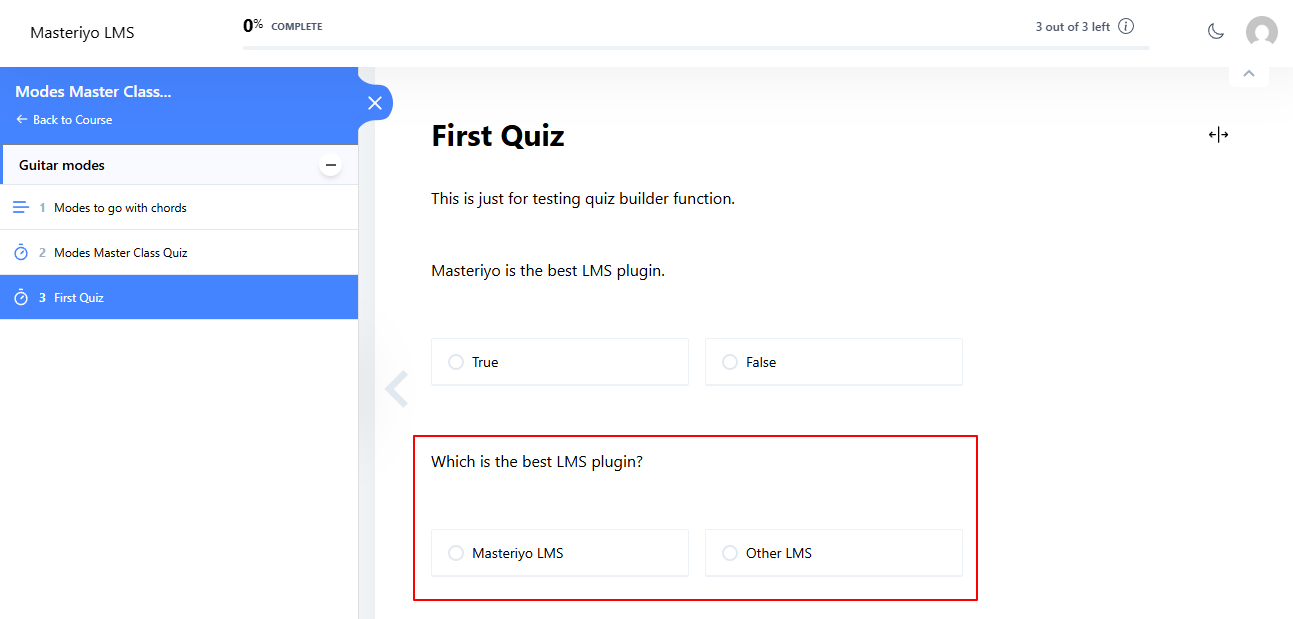 Masteriyo LMS
0% COMPLETE
3 out of 3 left
Modes Master Class...
Back to Course
Guitar modes
1 Modes to go with chords
2 Modes Master Class Quiz
3 First Quiz
First Quiz
This is just for testing quiz builder function.
Masteriyo is the best LMS plugin.
True
False
Which is the best LMS plugin?
Masteriyo LMS
Other LMS